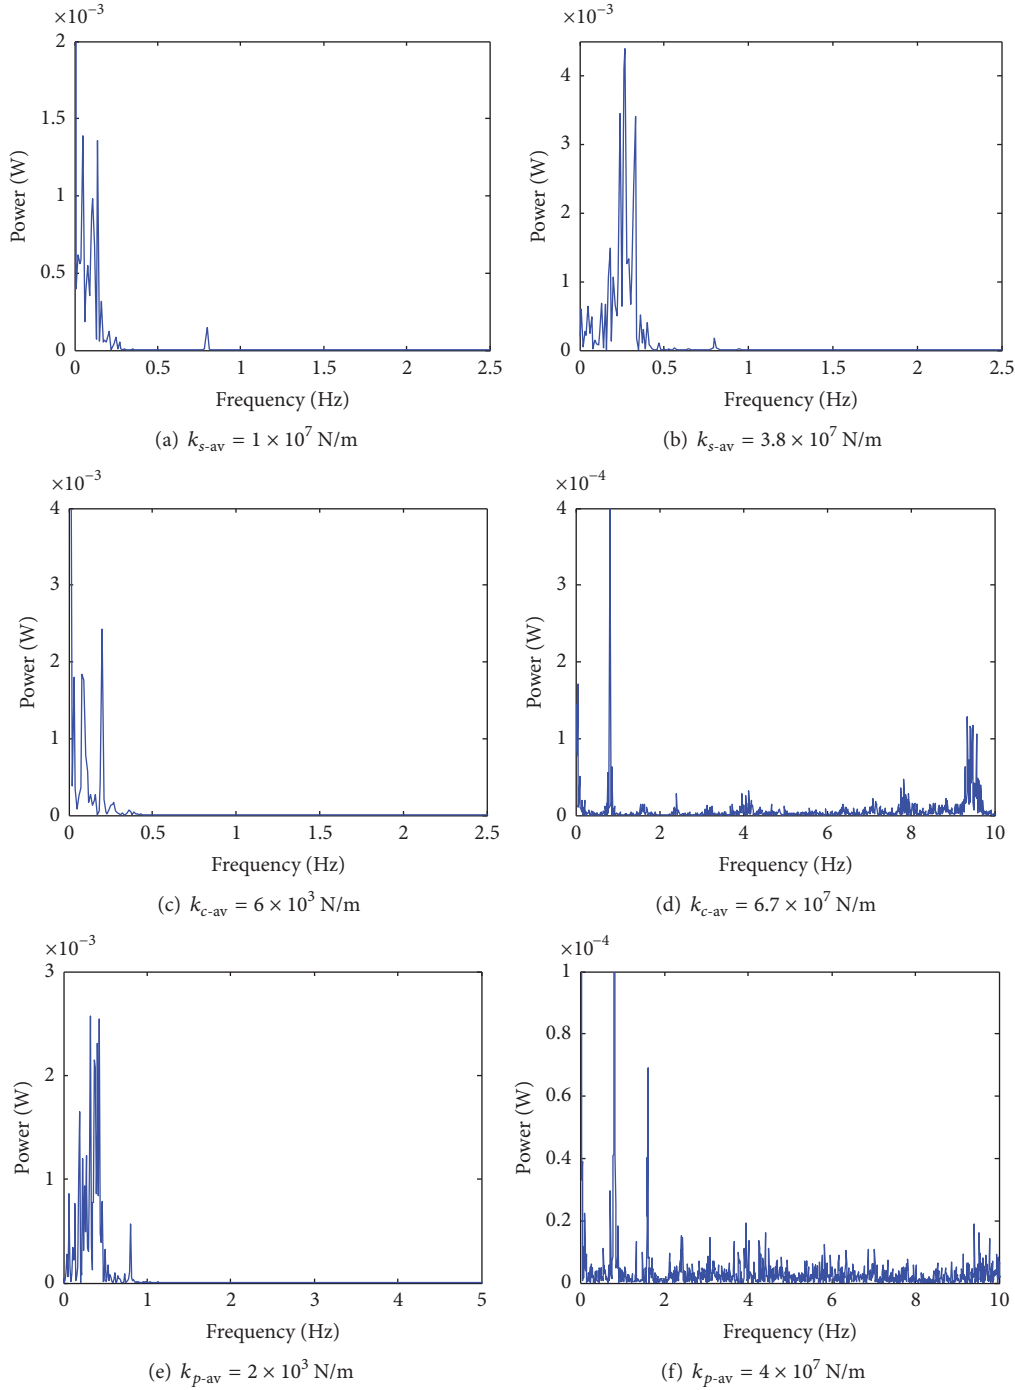 ×10⁻³
2
1.5
1
0.5
0
Power (W)
0 0.5 1 1.5 2 2.5
Frequency (Hz)
(a) k_{s-av} = 1 × 10⁷ N/m
×10⁻³
4
3
2
1
0
Power (W)
0 0.5 1 1.5 2 2.5
Frequency (Hz)
(b) k_{s-av} = 3.8 × 10⁷ N/m
×10⁻³
4
3
2
1
0
Power (W)
0 0.5 1 1.5 2 2.5
Frequency (Hz)
(c) k_{c-av} = 6 × 10³ N/m
×10⁻⁴
4
3
2
1
0
Power (W)
0 2 4 6 8 10
Frequency (Hz)
(d) k_{c-av} = 6.7 × 10⁷ N/m
×10⁻³
3
2
1
0
Power (W)
0 1 2 3 4 5
Frequency (Hz)
(e) k_{p-av} = 2 × 10³ N/m
×10⁻⁴
1
0.8
0.6
0.4
0.2
0
Power (W)
0 2 4 6 8 10
Frequency (Hz)
(f) k_{p-av} = 4 × 10⁷ N/m